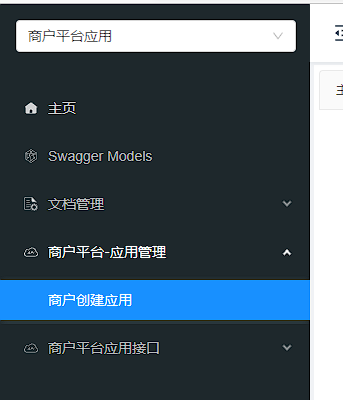 商户平台应用
主页
Swagger Models
文档管理
商户平台-应用管理
商户创建应用
商户平台应用接口